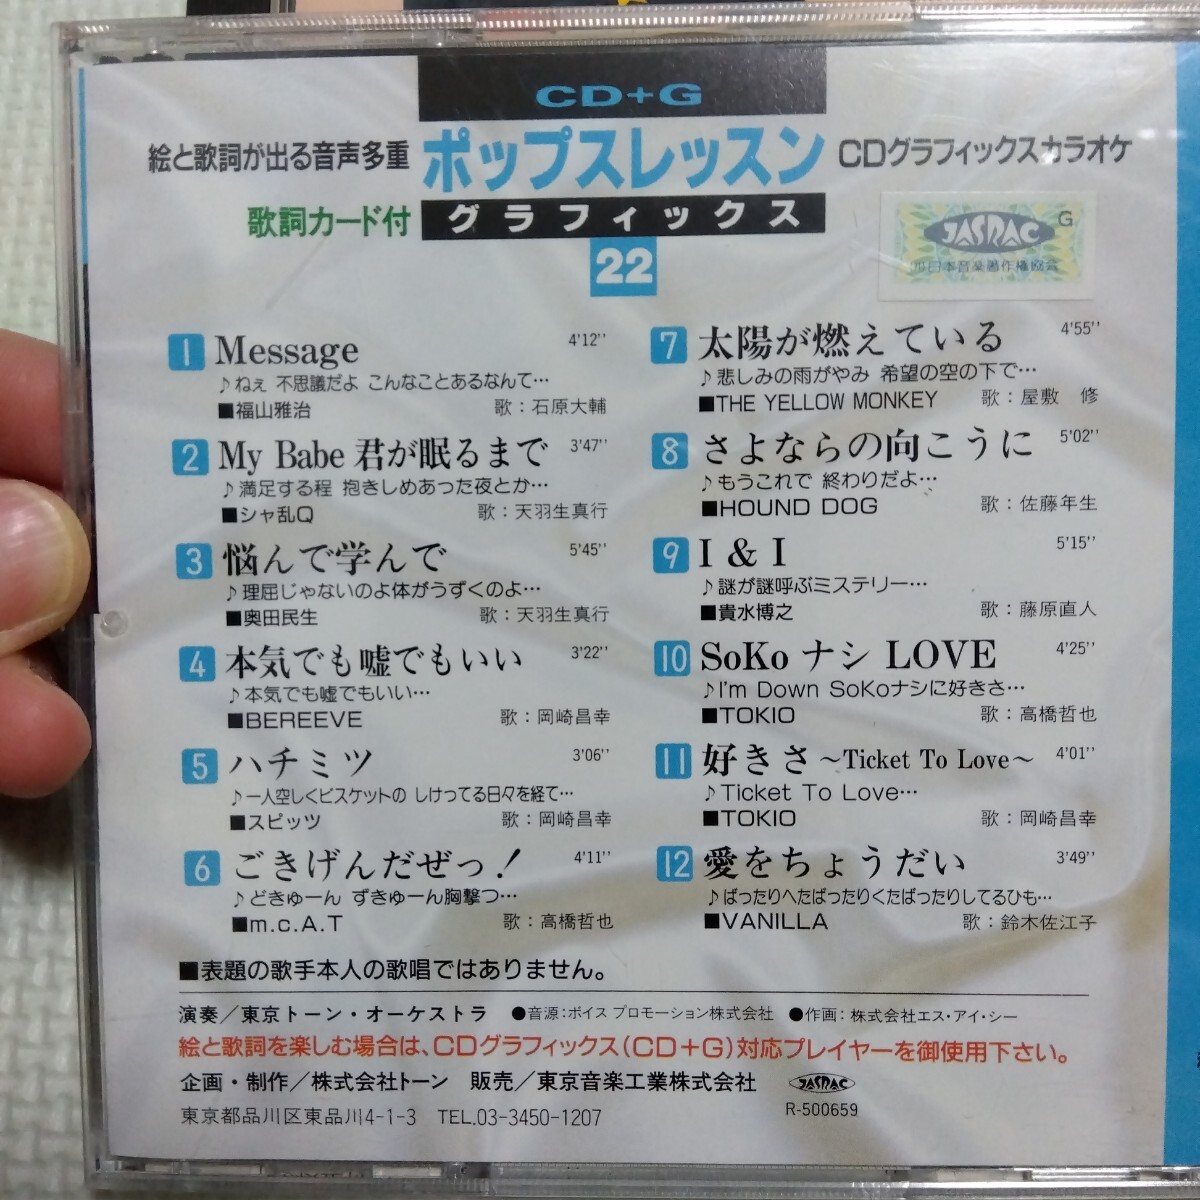 CD+G
絵と歌詞が出る音声多重
ポップスレッスン
CDグラフィックスカラオケ
歌詞カード付
グラフィックス
22
JASRAC
G
㈳日本音楽著作権協会
1 Message 4'12''
♪ねぇ 不思議だよ こんなことあるなんて…
■福山雅治 歌：石原大輔
2 My Babe 君が眠るまで 3'47''
♪満足する程 抱きしめあった夜とか…
■シャ乱Q 歌：天羽生真行
3 悩んで学んで 5'45''
♪理屈じゃないのよ体がうずくのよ…
■奥田民生 歌：天羽生真行
4 本気でも嘘でもいい 3'22''
♪本気でも嘘でもいい…
■BEREEVE 歌：岡崎昌幸
5 ハチミツ 3'06''
♪一人空しくビスケットの しけってる日々を経て…
■スピッツ 歌：岡崎昌幸
6 ごきげんだぜっ！ 4'11''
♪どきゅーん ずきゅーん胸撃つ…
■m.c.A.T 歌：高橋哲也
7 太陽が燃えている 4'55''
♪悲しみの雨がやみ 希望の空の下で…
■THE YELLOW MONKEY 歌：屋敷　修
8 さよならの向こうに 5'02''
♪もうこれで 終わりだよ…
■HOUND DOG 歌：佐藤年生
9 I & I 5'15''
♪謎が謎呼ぶミステリー…
■貴水博之 歌：藤原直人
10 SoKo ナシ LOVE 4'25''
♪I'm Down SoKoナシに好きさ…
■TOKIO 歌：高橋哲也
11 好きさ～Ticket To Love～ 4'01''
♪Ticket To Love…
■TOKIO 歌：岡崎昌幸
12 愛をちょうだい 3'49''
♪ばったりへたばったりくたばったりしてるひも…
■VANILLA 歌：鈴木佐江子
■表題の歌手本人の歌唱ではありません。
演奏／東京トーン・オーケストラ ●音源：ボイス プロモーション株式会社 ●作画：株式会社エス・アイ・シー
絵と歌詞を楽しむ場合は、CDグラフィックス（CD+G）対応プレイヤーを御使用下さい。
企画・制作／株式会社トーン 販売／東京音楽工業株式会社 JASRAC
東京都品川区東品川4-1-3 TEL.03-3450-1207 R-500659